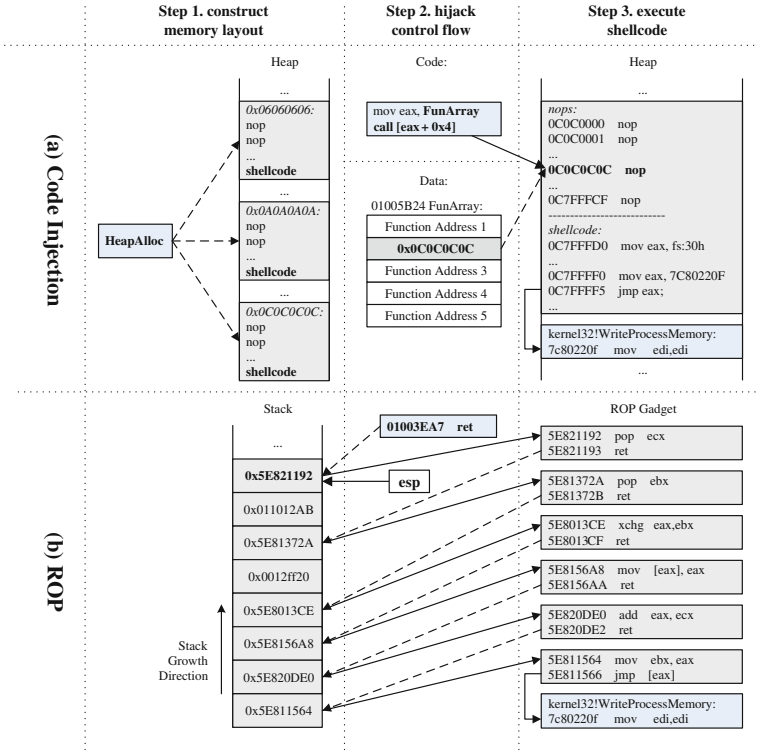 Step 1. construct
memory layout
Step 2. hijack
control flow
Step 3. execute
shellcode
(a) Code Injection
Heap
...
0x06060606:
nop
nop
...
shellcode
...
0x0A0A0A0A:
nop
nop
...
shellcode
...
0x0C0C0C0C:
nop
nop
...
shellcode
HeapAlloc
Code:
mov eax, FunArray
call [eax + 0x4]
Data:
01005B24 FunArray:
Function Address 1
0x0C0C0C0C
Function Address 3
Function Address 4
Function Address 5
Heap
...
nops:
0C0C0000 nop
0C0C0001 nop
...
0C0C0C0C nop
...
0C7FFFCF nop
----------------------------
shellcode:
0C7FFFD0 mov eax, fs:30h
...
0C7FFFF0 mov eax, 7C80220F
0C7FFFF5 jmp eax;
...
kernel32!WriteProcessMemory:
7c80220f mov edi,edi
...
(b) ROP
Stack
...
0x5E821192
0x011012AB
0x5E81372A
0x0012ff20
0x5E8013CE
0x5E8156A8
0x5E820DE0
0x5E811564
Stack
Growth
Direction
01003EA7 ret
esp
ROP Gadget
5E821192 pop ecx
5E821193 ret
5E81372A pop ebx
5E81372B ret
5E8013CE xchg eax,ebx
5E8013CF ret
5E8156A8 mov [eax], eax
5E8156AA ret
5E820DE0 add eax, ecx
5E820DE2 ret
5E811564 mov ebx, eax
5E811566 jmp [eax]
kernel32!WriteProcessMemory:
7c80220f mov edi,edi